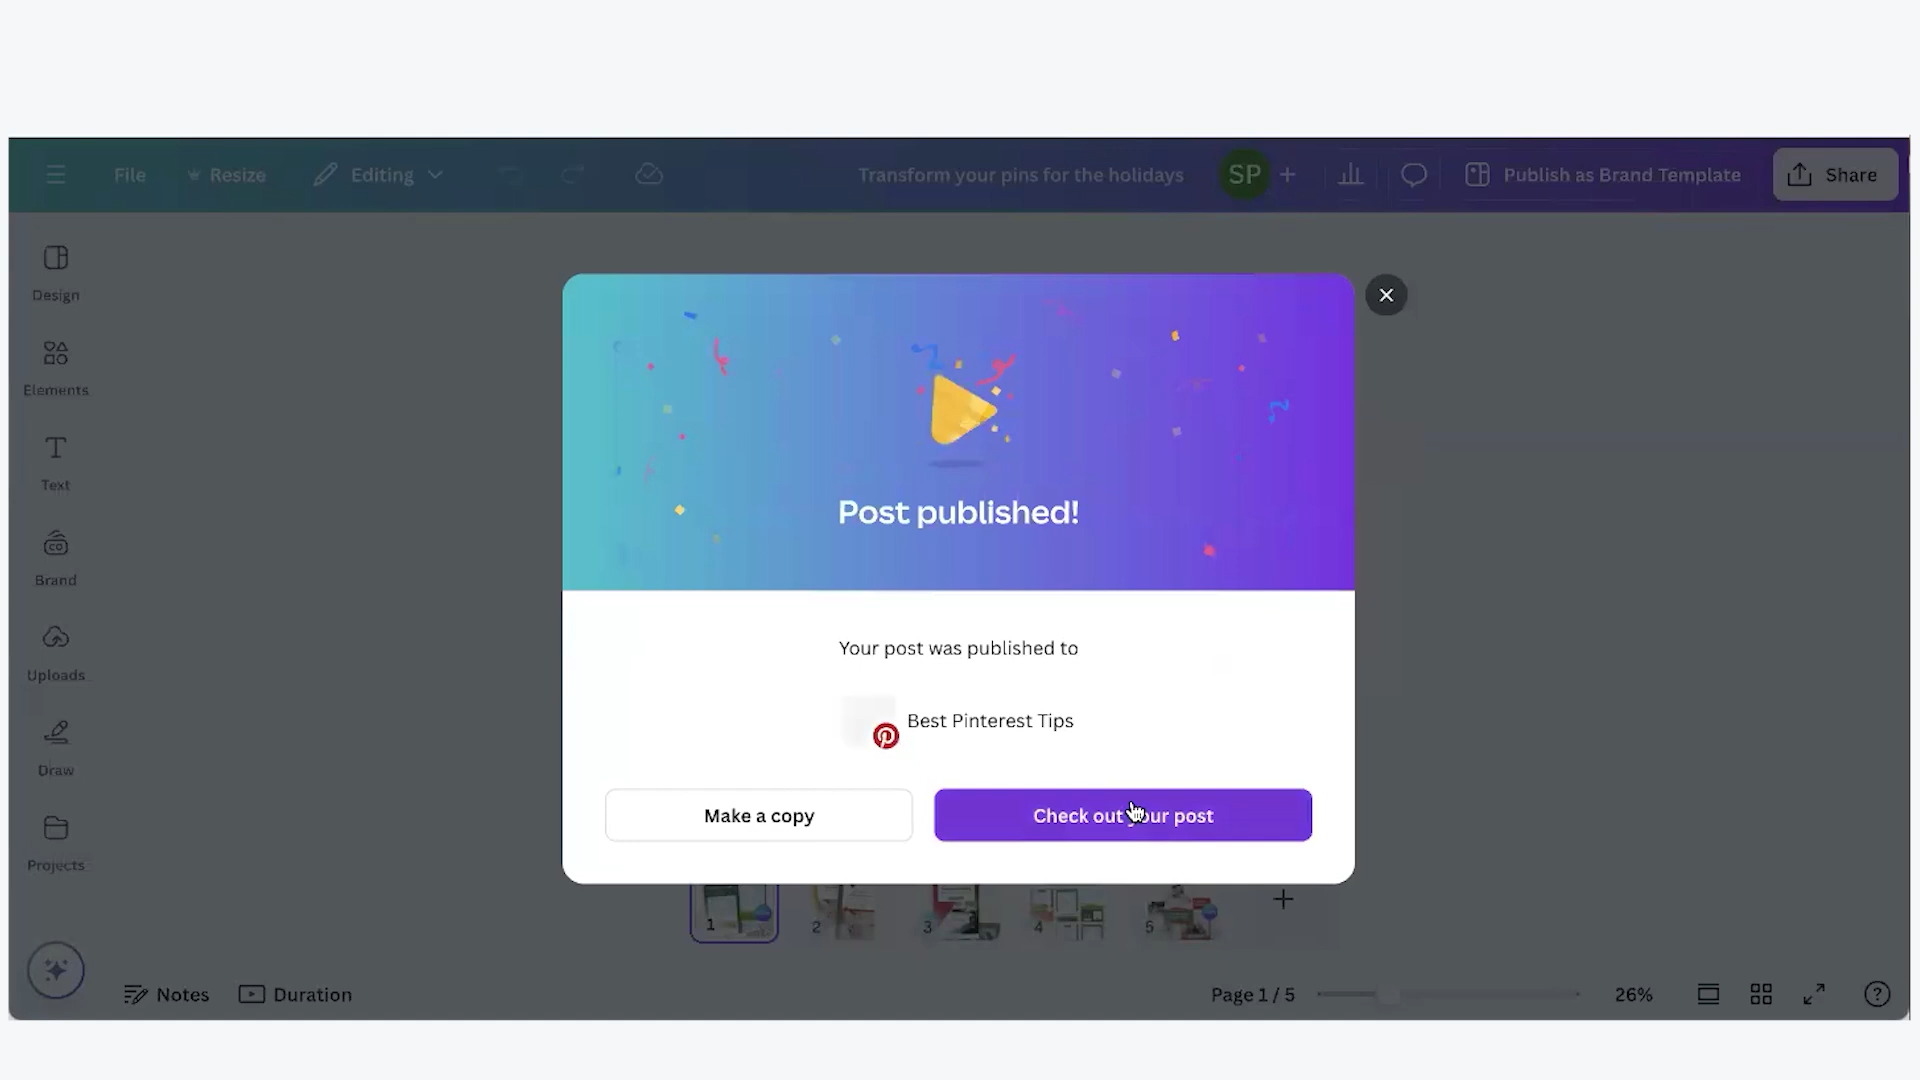 File
Resize
Editing
Transform your pins for the holidays
SP
Publish as Brand Template
Share
Design
Elements
Text
Brand
Uploads
Draw
Projects
Post published!
Your post was published to
Best Pinterest Tips
Make a copy
Check out your post
1
2
3
4
5
Notes
Duration
Page 1 / 5
26%